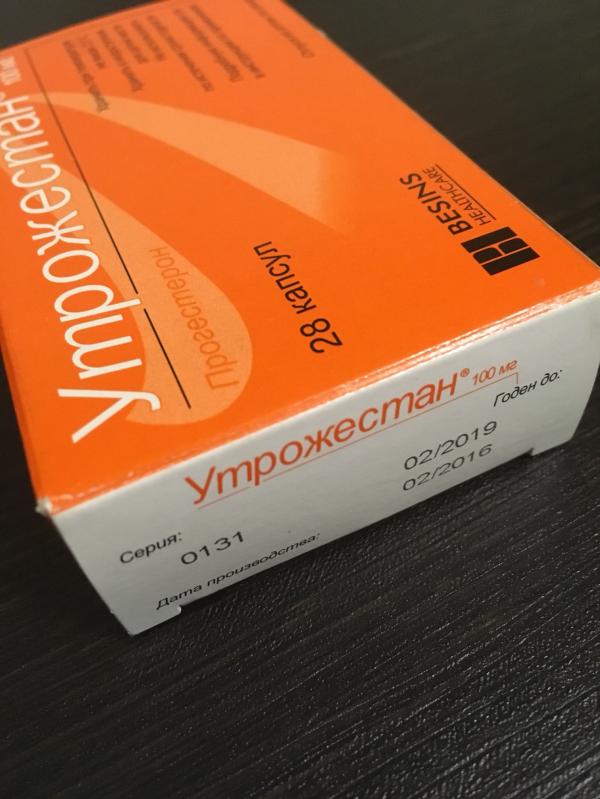 Утрожестан® 100 мг
Прогестерон
28 капсул
BESINS
HEALTHCARE
Утрожестан® 100 мг
Годен до:
02/2019
02/2016
Серия:
0131
Дата производства: